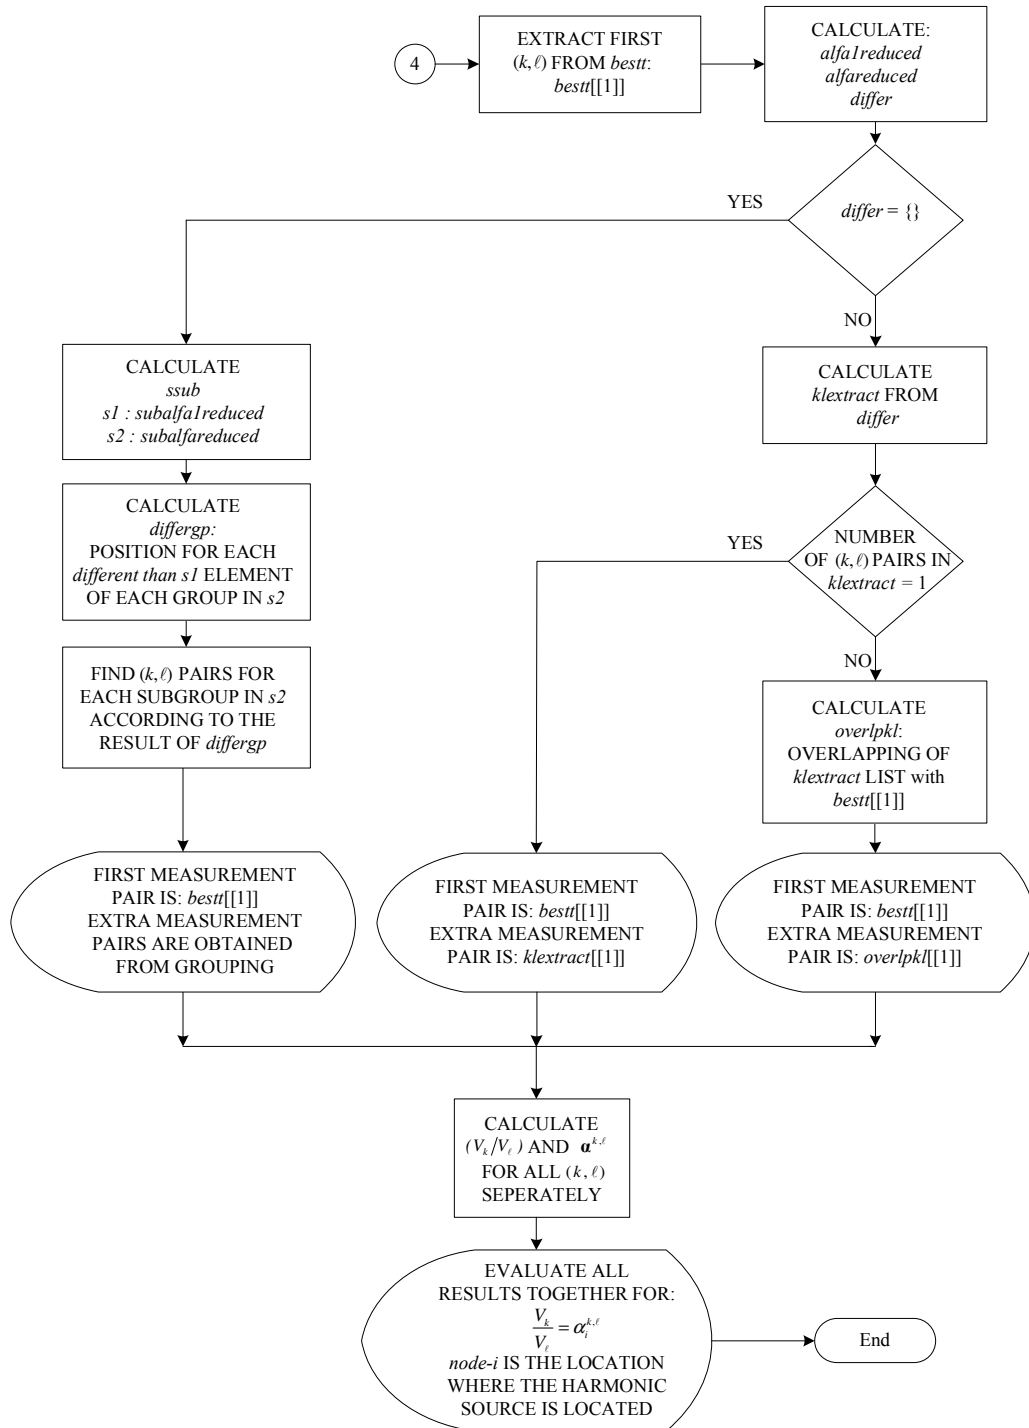 4
EXTRACT FIRST
(k,ℓ) FROM bestt:
bestt[[1]]
CALCULATE:
alfa1reduced
alfareduced
differ
differ = {}
YES
NO
CALCULATE
ssub
s1 : subalfa1reduced
s2 : subalfareduced
CALCULATE
klextract FROM
differ
CALCULATE
differgp:
POSITION FOR EACH
different than s1 ELEMENT
OF EACH GROUP IN s2
NUMBER
OF (k,ℓ) PAIRS IN
klextract = 1
YES
NO
FIND (k,ℓ) PAIRS FOR
EACH SUBGROUP IN s2
ACCORDING TO THE
RESULT OF differgp
CALCULATE
overlpkl:
OVERLAPPING OF
klextract LIST with
bestt[[1]]
FIRST MEASUREMENT
PAIR IS: bestt[[1]]
EXTRA MEASUREMENT
PAIRS ARE OBTAINED
FROM GROUPING
FIRST MEASUREMENT
PAIR IS: bestt[[1]]
EXTRA MEASUREMENT
PAIR IS: klextract[[1]]
FIRST MEASUREMENT
PAIR IS: bestt[[1]]
EXTRA MEASUREMENT
PAIR IS: overlpkl[[1]]
CALCULATE
(V_k/V_ℓ) AND α^{k,ℓ}
FOR ALL (k,ℓ)
SEPERATELY
EVALUATE ALL
RESULTS TOGETHER FOR:
V_k/V_ℓ = α_i^{k,ℓ}
node-i IS THE LOCATION
WHERE THE HARMONIC
SOURCE IS LOCATED
End